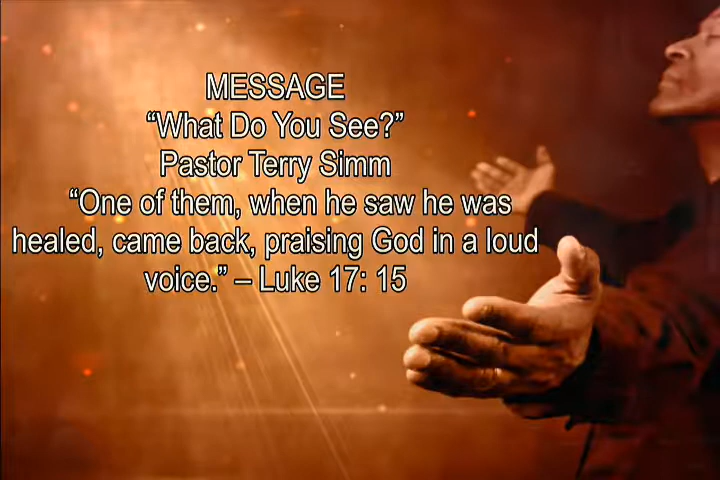 MESSAGE
“What Do You See?”
Pastor Terry Simm
“One of them, when he saw he was
healed, came back, praising God in a loud
voice.” – Luke 17: 15